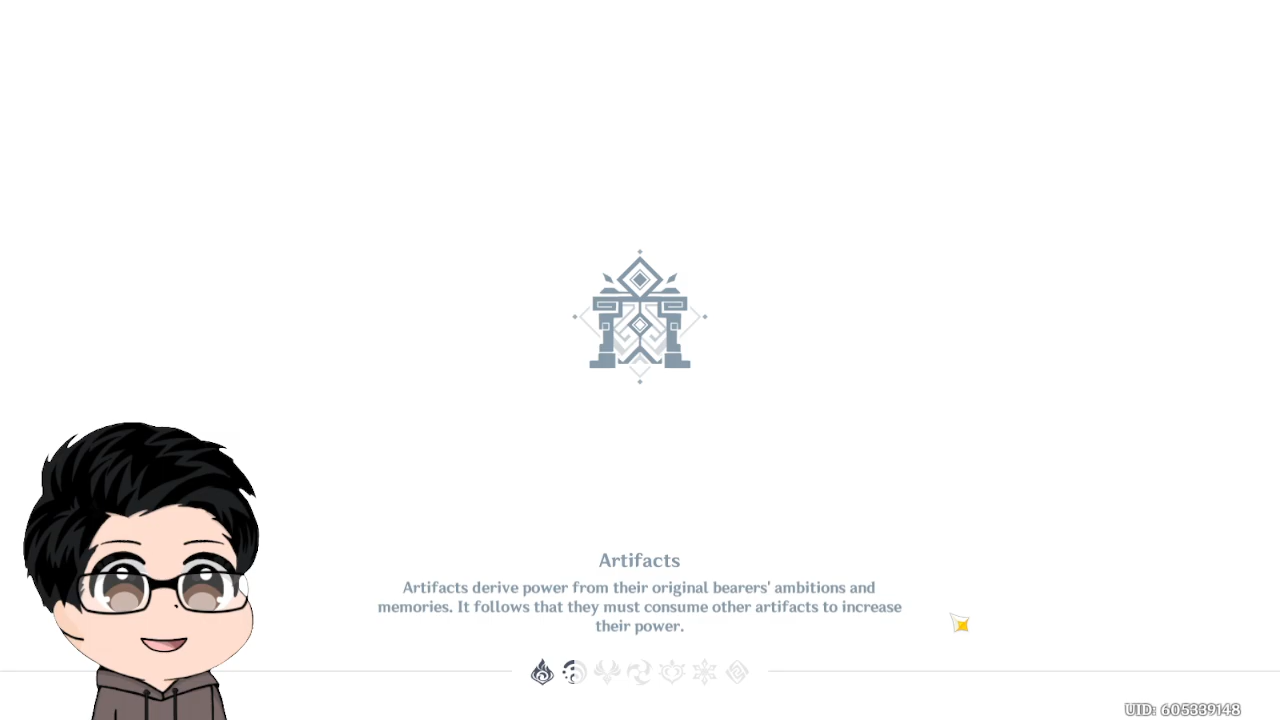 Artifacts
Artifacts derive power from their original bearers' ambitions and
memories. It follows that they must consume other artifacts to increase
their power.
UID: 605339148